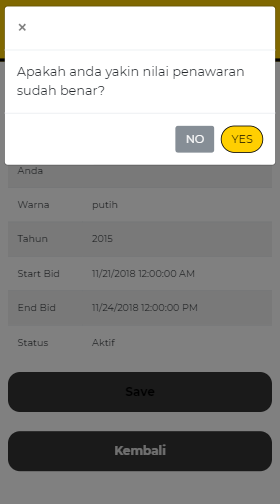 ×
Apakah anda yakin nilai penawaran
sudah benar?
NO YES
Anda
Warna putih
Tahun 2015
Start Bid 11/21/2018 12:00:00 AM
End Bid 11/24/2018 12:00:00 PM
Status Aktif
Save
Kembali